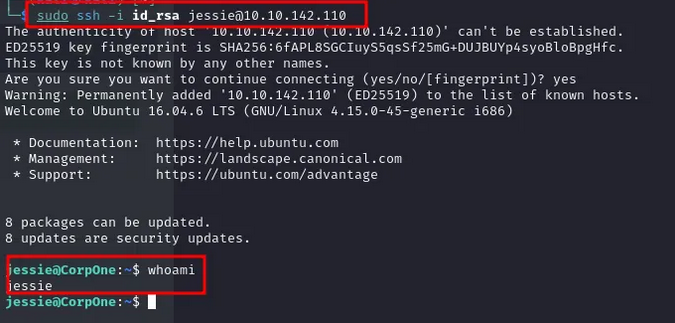 sudo ssh -i id_rsa jessie@10.10.142.110
The authenticity of host '10.10.142.110 (10.10.142.110)' can't be established.
ED25519 key fingerprint is SHA256:6fAPL8SGCIuyS5qsSf25mG+DUJBUYp4syoBloBpgHfc.
This key is not known by any other names.
Are you sure you want to continue connecting (yes/no/[fingerprint])? yes
Warning: Permanently added '10.10.142.110' (ED25519) to the list of known hosts.
Welcome to Ubuntu 16.04.6 LTS (GNU/Linux 4.15.0-45-generic i686)
* Documentation: https://help.ubuntu.com
* Management: https://landscape.canonical.com
* Support: https://ubuntu.com/advantage
8 packages can be updated.
8 updates are security updates.
jessie@CorpOne:~$ whoami
jessie
jessie@CorpOne:~$